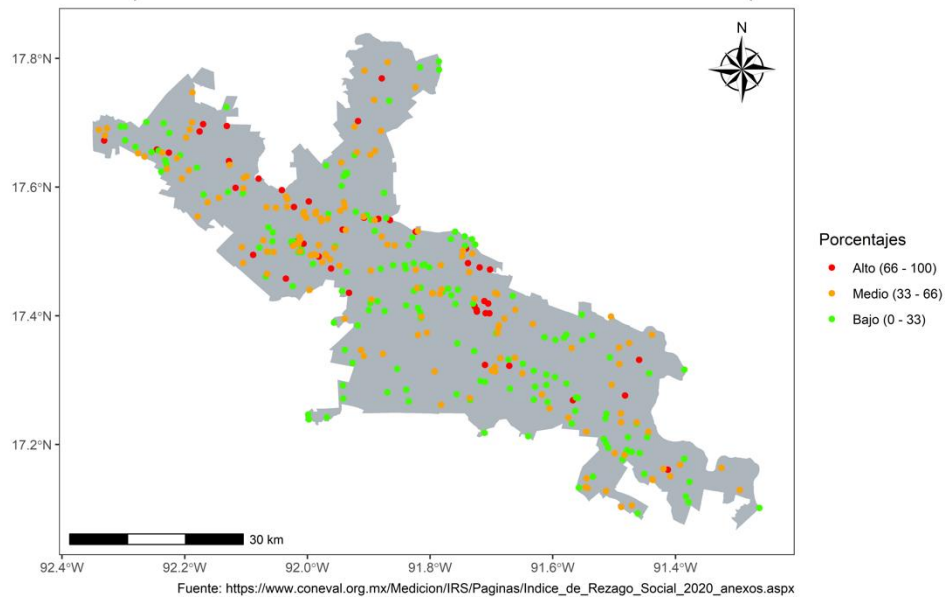 N
17.8°N
17.6°N
17.4°N
17.2°N
Porcentajes
Alto (66 - 100)
Medio (33 - 66)
Bajo (0 - 33)
30 km
92.4°W 92.2°W 92.0°W 91.8°W 91.6°W 91.4°W
Fuente: https://www.coneval.org.mx/Medicion/IRS/Paginas/Indice_de_Rezago_Social_2020_anexos.aspx